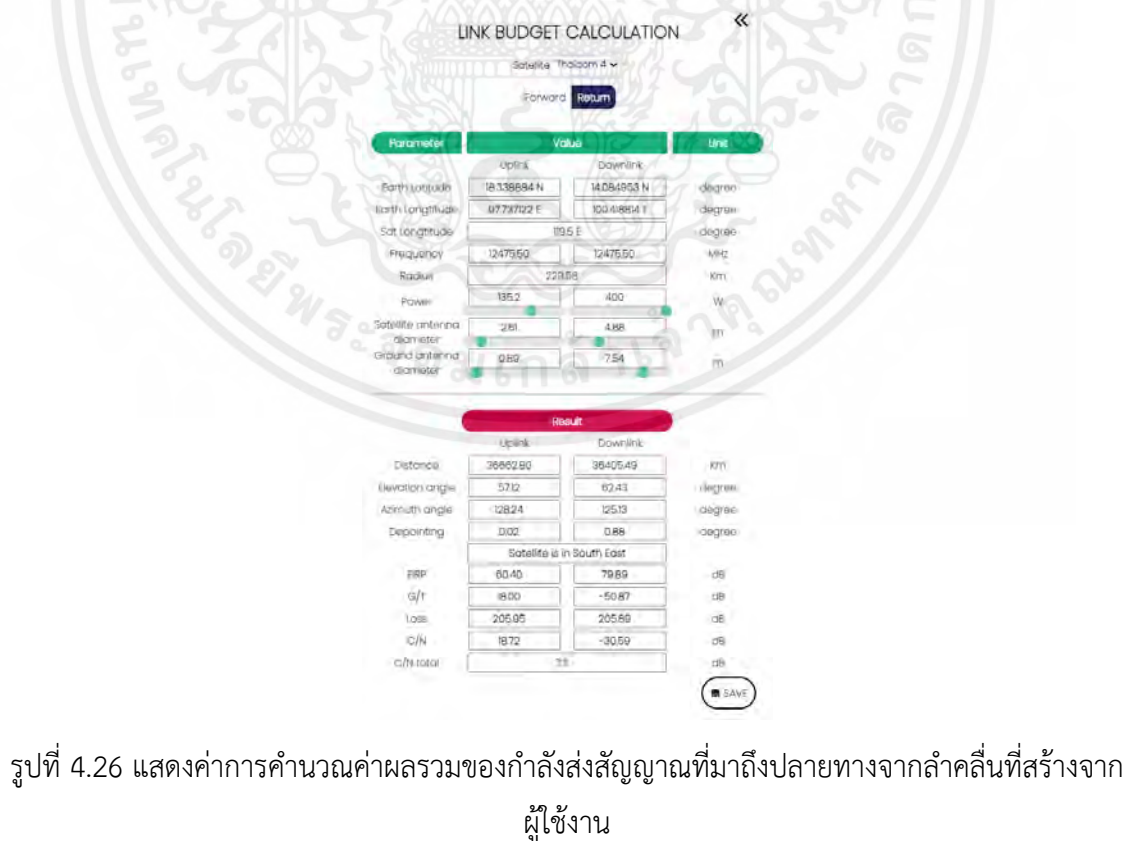 LINK BUDGET CALCULATION «
Satellite Thaicom 4
Forward Return
Parameter Value Unit
Uplink Downlink
Earth Latitude 18.338884 N 14.084953 N degree
Earth Longtitude 97.737122 E 100.418814 E degree
Sat Longtitude 119.5 E degree
Frequency 12475.50 12475.50 MHz
Radius Km
Power 135.2 400 W
Satellite antenna diameter 2.61 4.88 m
Ground antenna diameter 0.89 7.54 m
Result
Uplink Downlink
Distance 36662.80 36405.49 Km
Elevation angle 57.12 62.43 degree
Azimuth angle 128.24 125.13 degree
Depointing 0.02 0.88 degree
Satellite is in South East
EIRP 60.40 79.89 dB
G/T 18.00 -50.87 dB
Loss 205.95 205.89 dB
C/N 18.72 -30.59 dB
C/N total dB
SAVE
รูปที่ 4.26 แสดงค่าการคำนวณค่าผลรวมของกำลังส่งสัญญาณที่มาถึงปลายทางจากลำคลื่นที่สร้างจาก
ผู้ใช้งาน